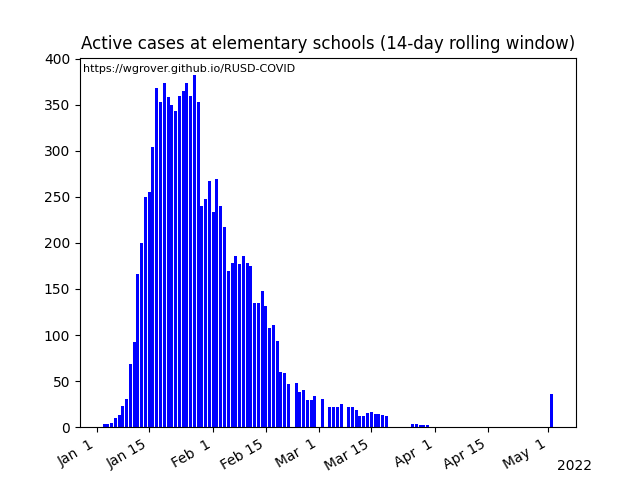 Active cases at elementary schools (14-day rolling window)
https://wgrover.github.io/RUSD-COVID
400
350
300
250
200
150
100
50
0
Jan 1
Jan 15
Feb 1
Feb 15
Mar 1
Mar 15
Apr 1
Apr 15
May 1
2022